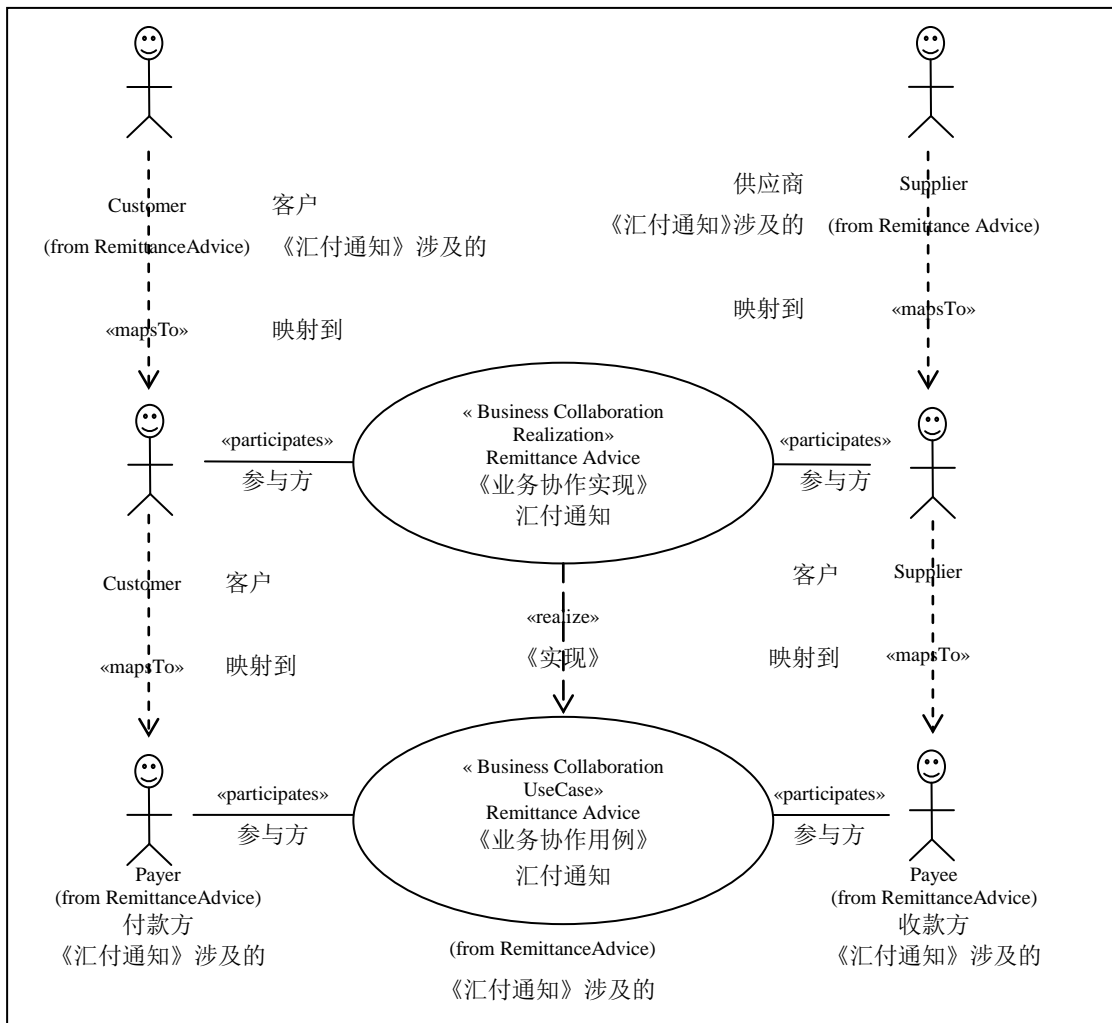 供应商 Supplier
Customer 客户
《汇付通知》涉及的 (from Remittance Advice)
(from RemittanceAdvice) 《汇付通知》涉及的
映射到 «mapsTo»
«mapsTo» 映射到
« Business Collaboration
Realization»
Remittance Advice
《业务协作实现》
汇付通知
«participates»
参与方
«participates»
参与方
Customer 客户
客户 Supplier
«realize»
《实现》
«mapsTo» 映射到
映射到 «mapsTo»
« Business Collaboration
UseCase»
Remittance Advice
《业务协作用例》
汇付通知
«participates»
参与方
«participates»
参与方
Payer
(from RemittanceAdvice)
付款方
《汇付通知》涉及的
(from RemittanceAdvice)
《汇付通知》涉及的
Payee
(from RemittanceAdvice)
收款方
《汇付通知》涉及的